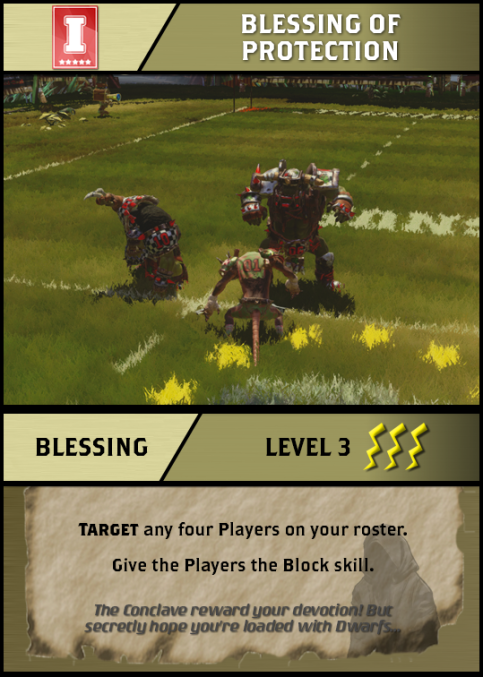 I
BLESSING OF
PROTECTION
BLESSING
LEVEL 3
TARGET any four Players on your roster.
Give the Players the Block skill.
The Conclave reward your devotion! But
secretly hope you're loaded with Dwarfs...